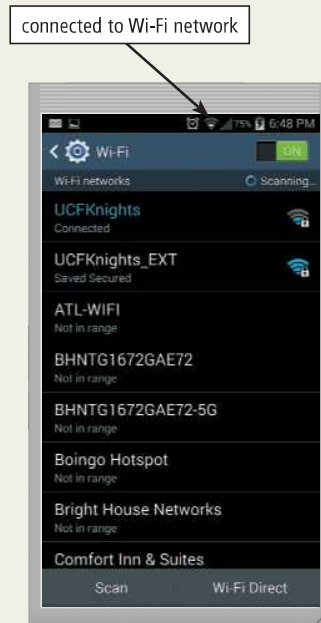 connected to Wi-Fi network
75% 6:48 PM
Wi-Fi ON
Wi-Fi networks Scanning...
UCFKnights
Connected
UCFKnights_EXT
Saved Secured
ATL-WIFI
Not in range
BHNTG1672GAE72
Not in range
BHNTG1672GAE72-5G
Not in range
Boingo Hotspot
Not in range
Bright House Networks
Not in range
Comfort Inn & Suites
Scan Wi-Fi Direct